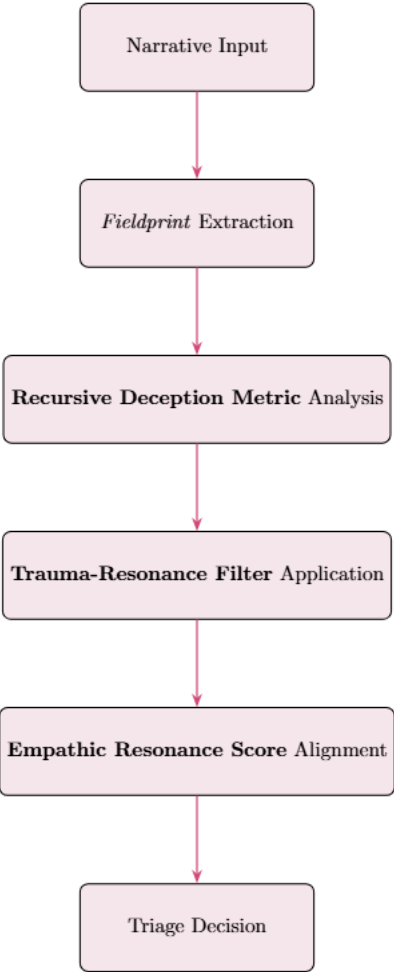 Narrative Input
Fieldprint Extraction
Recursive Deception Metric Analysis
Trauma-Resonance Filter Application
Empathic Resonance Score Alignment
Triage Decision